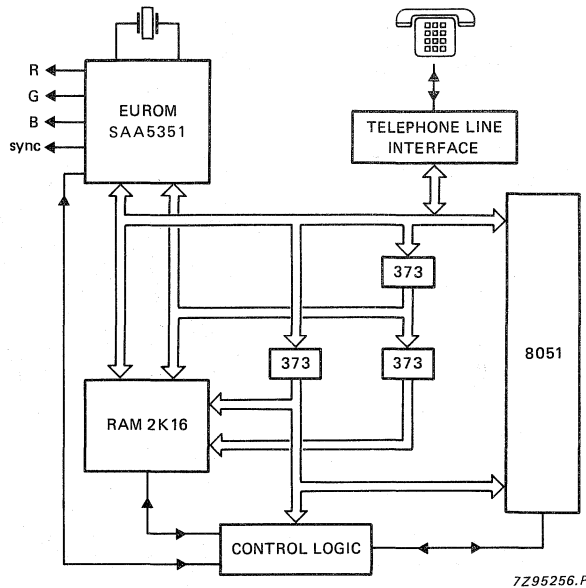 R
G
B
sync
EUROM
SAA5351
TELEPHONE LINE
INTERFACE
373
373
373
8051
RAM 2K16
CONTROL LOGIC
7Z95256.F